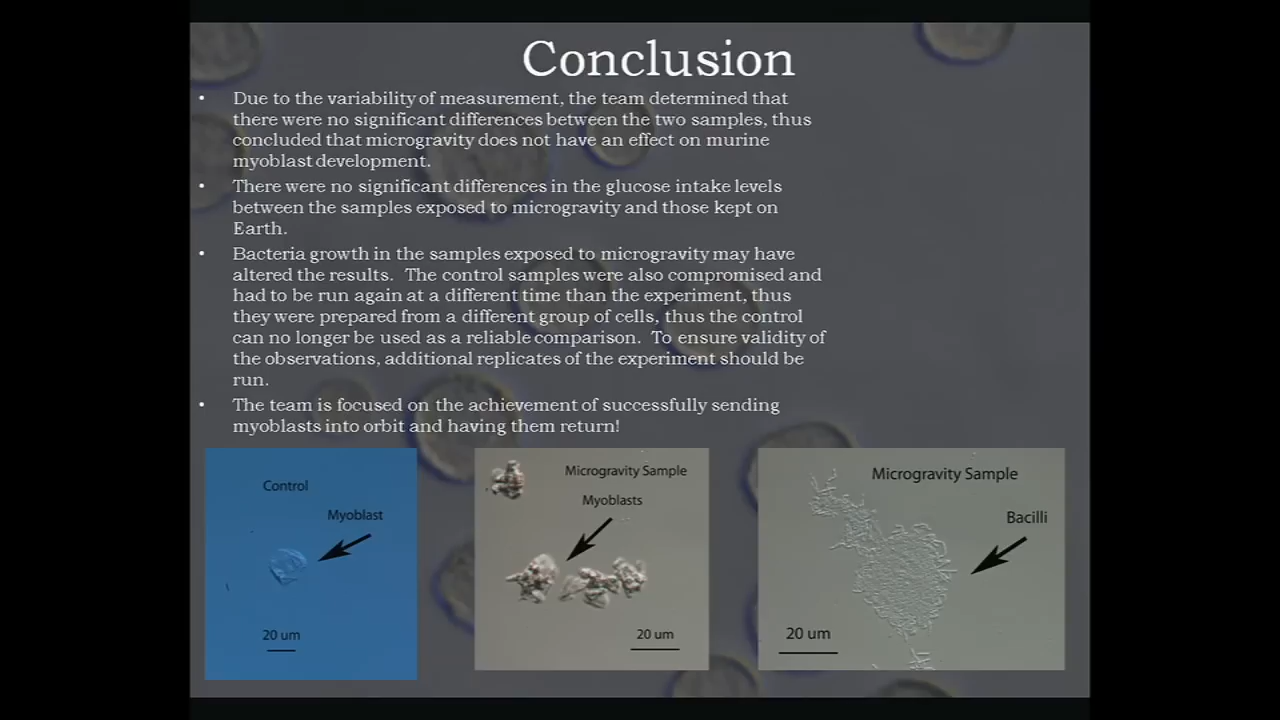 Conclusion
• Due to the variability of measurement, the team determined that
there were no significant differences between the two samples, thus
concluded that microgravity does not have an effect on murine
myoblast development.
• There were no significant differences in the glucose intake levels
between the samples exposed to microgravity and those kept on
Earth.
• Bacteria growth in the samples exposed to microgravity may have
altered the results. The control samples were also compromised and
had to be run again at a different time than the experiment, thus
they were prepared from a different group of cells, thus the control
can no longer be used as a reliable comparison. To ensure validity of
the observations, additional replicates of the experiment should be
run.
• The team is focused on the achievement of successfully sending
myoblasts into orbit and having them return!
Control
Myoblast
20 um
Microgravity Sample
Myoblasts
20 um
Microgravity Sample
Bacilli
20 um